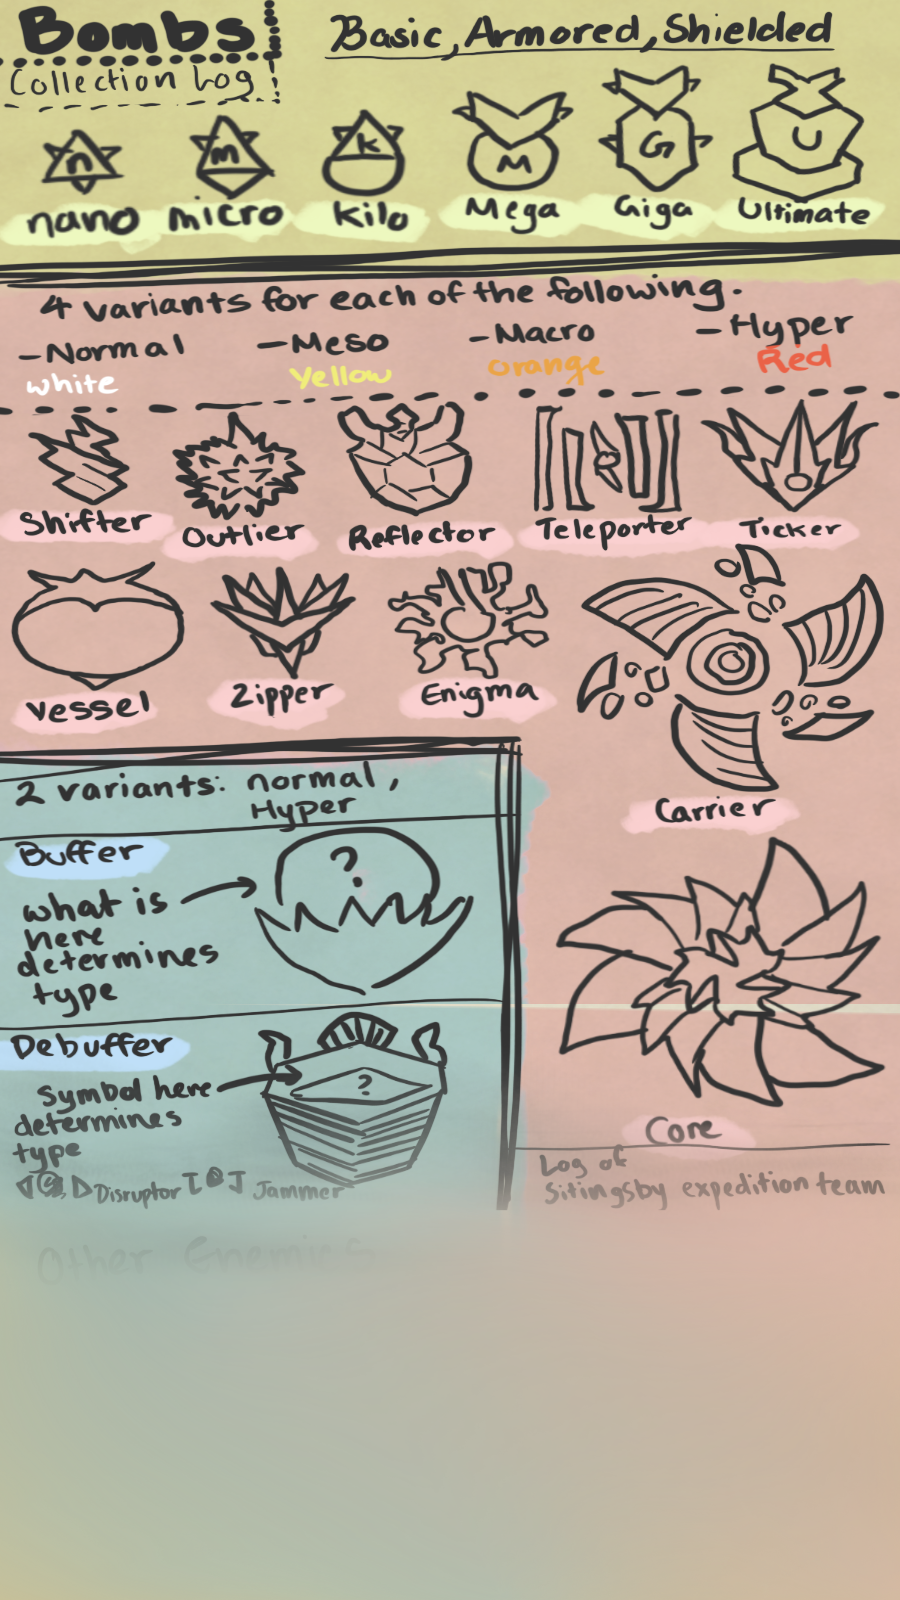 Bombs
Collection Log
Basic, Armored, Shielded
n
m
k
M
G
U
nano
micro
kilo
Mega
Giga
Ultimate
4 variants for each of the following.
-Normal
-Meso
-Macro
-Hyper
white
Yellow
orange
Red
Shifter
Outlier
Reflector
Teleporter
Ticker
Vessel
Zipper
Enigma
Carrier
2 variants: normal,
Hyper
Buffer
?
what is
here
determines
type
Debuffer
?
symbol here
determines
type
Disruptor
Jammer
Core
Log of
Sitingsby expedition team
Other Enemies